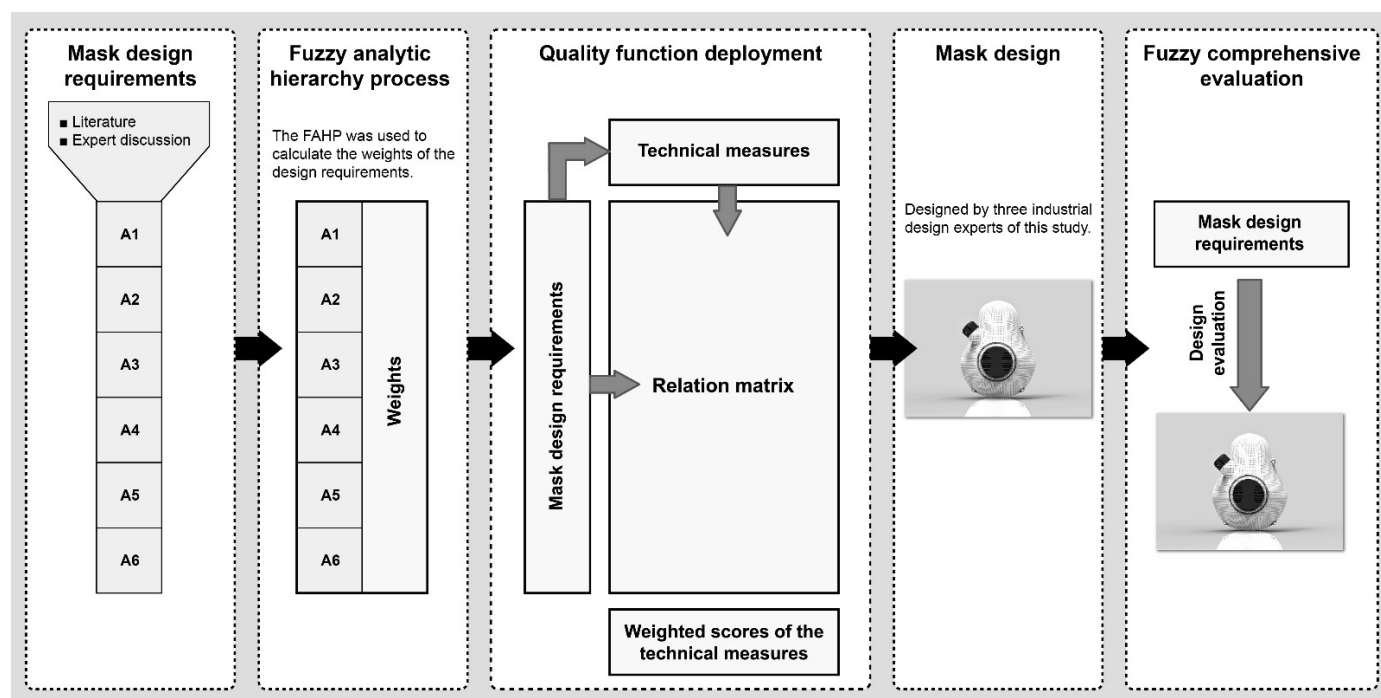 Mask design
requirements
■ Literature
■ Expert discussion
A1
A2
A3
A4
A5
A6
Fuzzy analytic
hierarchy process
The FAHP was used to
calculate the weights of the
design requirements.
A1
A2
A3
A4
A5
A6
Weights
Quality function deployment
Technical measures
Mask design requirements
Relation matrix
Weighted scores of the
technical measures
Mask design
Designed by three industrial
design experts of this study.
Fuzzy comprehensive
evaluation
Mask design
requirements
Design
evaluation